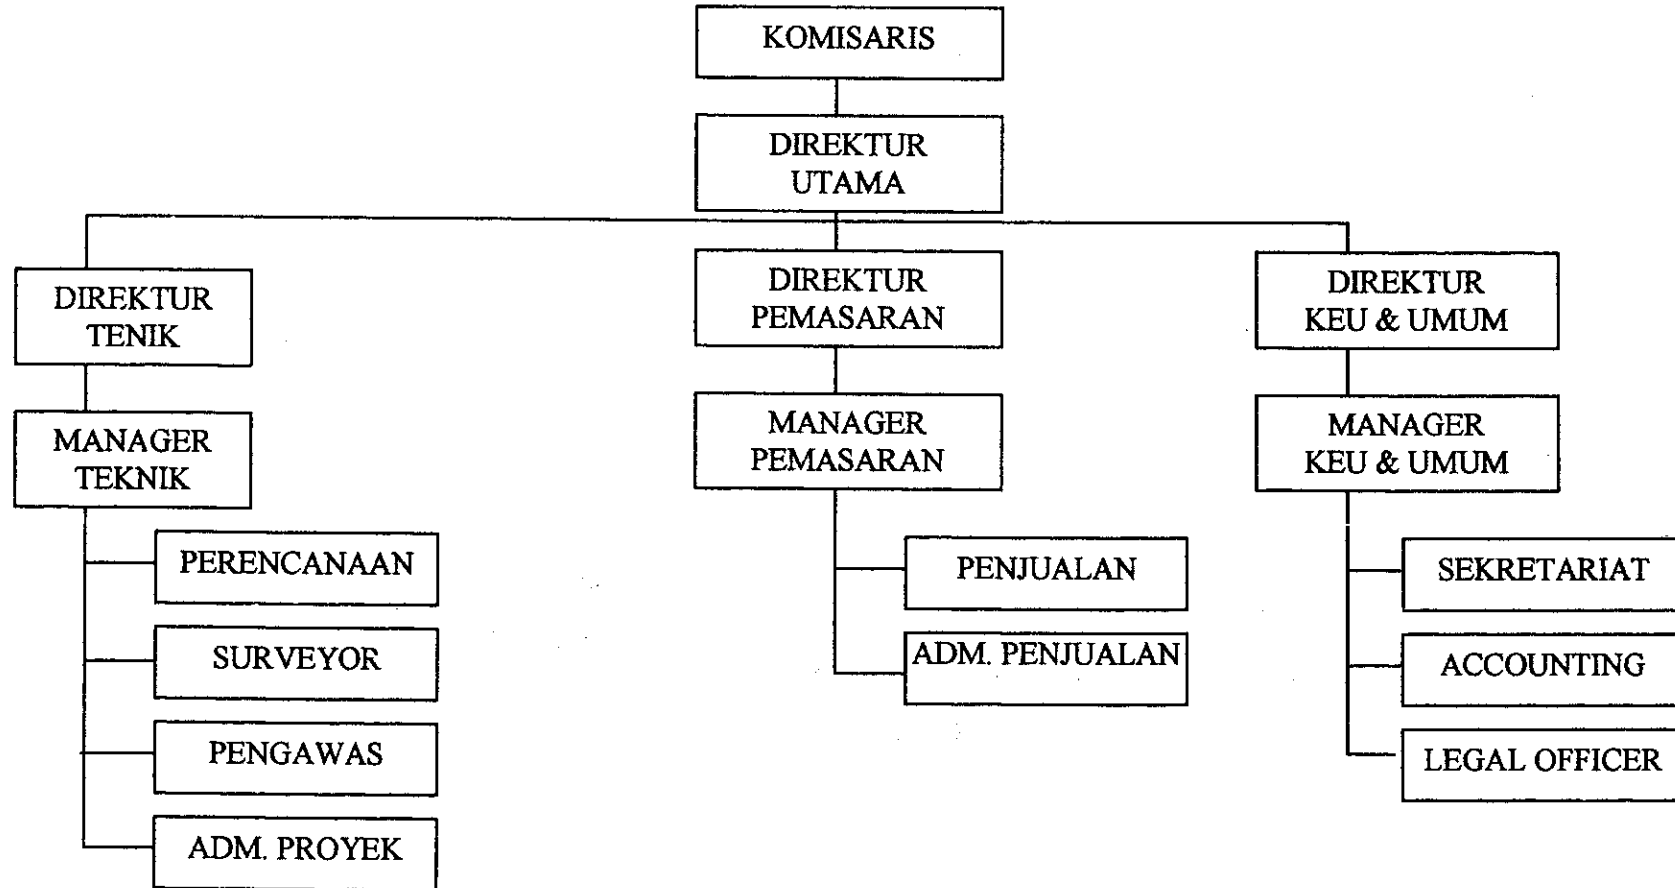 KOMISARIS
DIREKTUR
UTAMA
DIREKTUR
TENIK
DIREKTUR
PEMASARAN
DIREKTUR
KEU & UMUM
MANAGER
TEKNIK
MANAGER
PEMASARAN
MANAGER
KEU & UMUM
PERENCANAAN
SURVEYOR
PENGAWAS
ADM. PROYEK
PENJUALAN
ADM. PENJUALAN
SEKRETARIAT
ACCOUNTING
LEGAL OFFICER